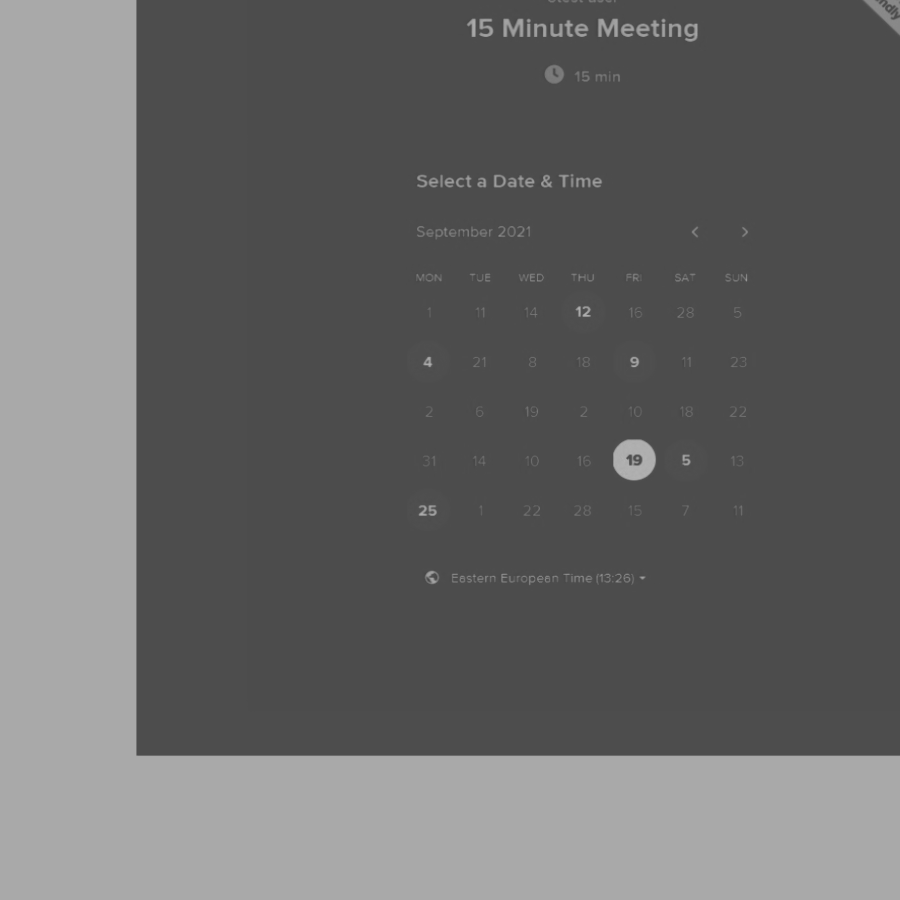 15 Minute Meeting
15 min
Select a Date & Time
September 2021
MON TUE WED THU FRI SAT SUN
1 11 14 12 16 28 5
4 21 8 18 9 11 23
2 6 19 2 10 18 22
31 14 10 16 19 5 13
25 1 22 28 15 7 11
Eastern European Time (13:26)